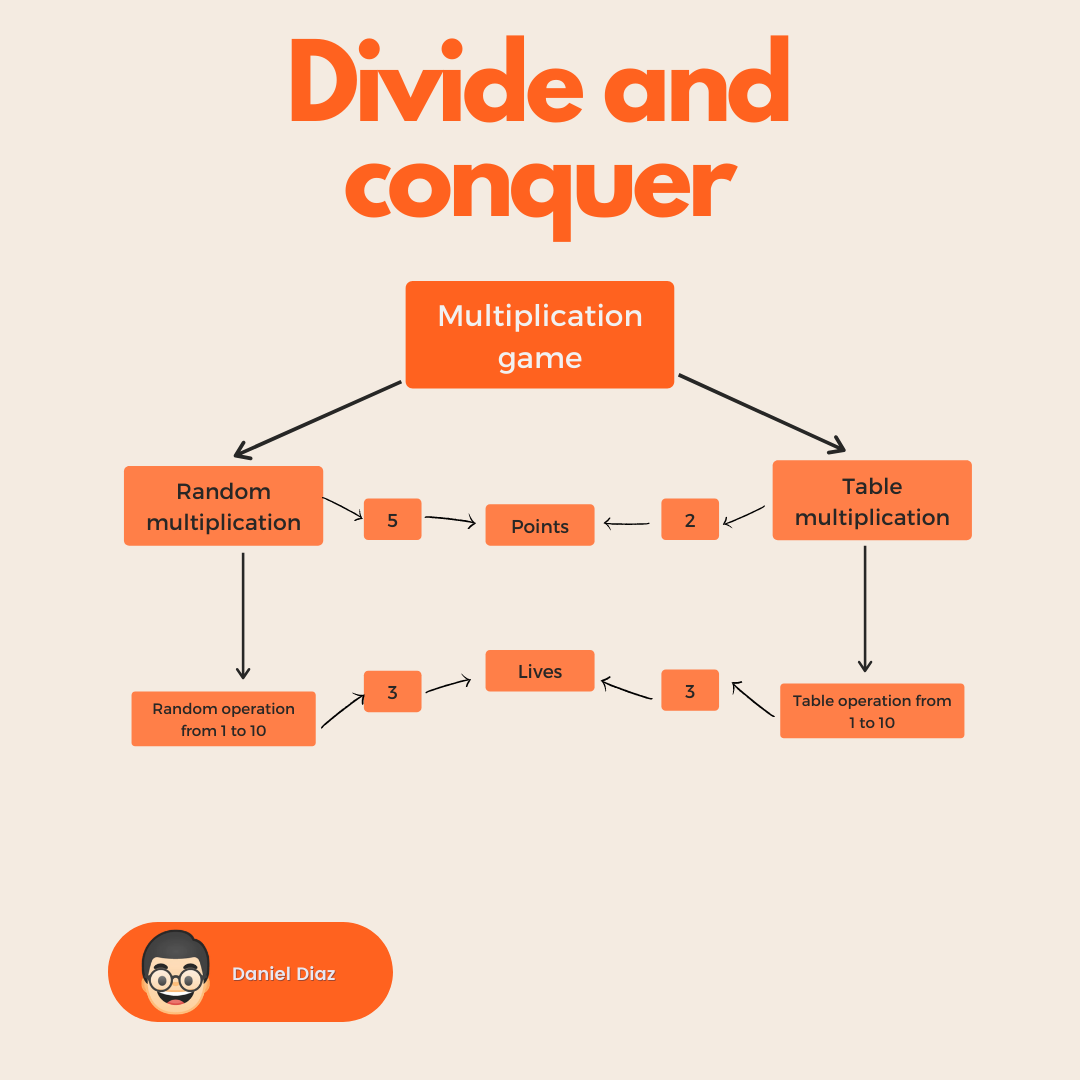 Divide and
conquer
Multiplication
game
Random
multiplication
5
Points
2
Table
multiplication
Random operation
from 1 to 10
3
Lives
3
Table operation from
1 to 10
Daniel Diaz